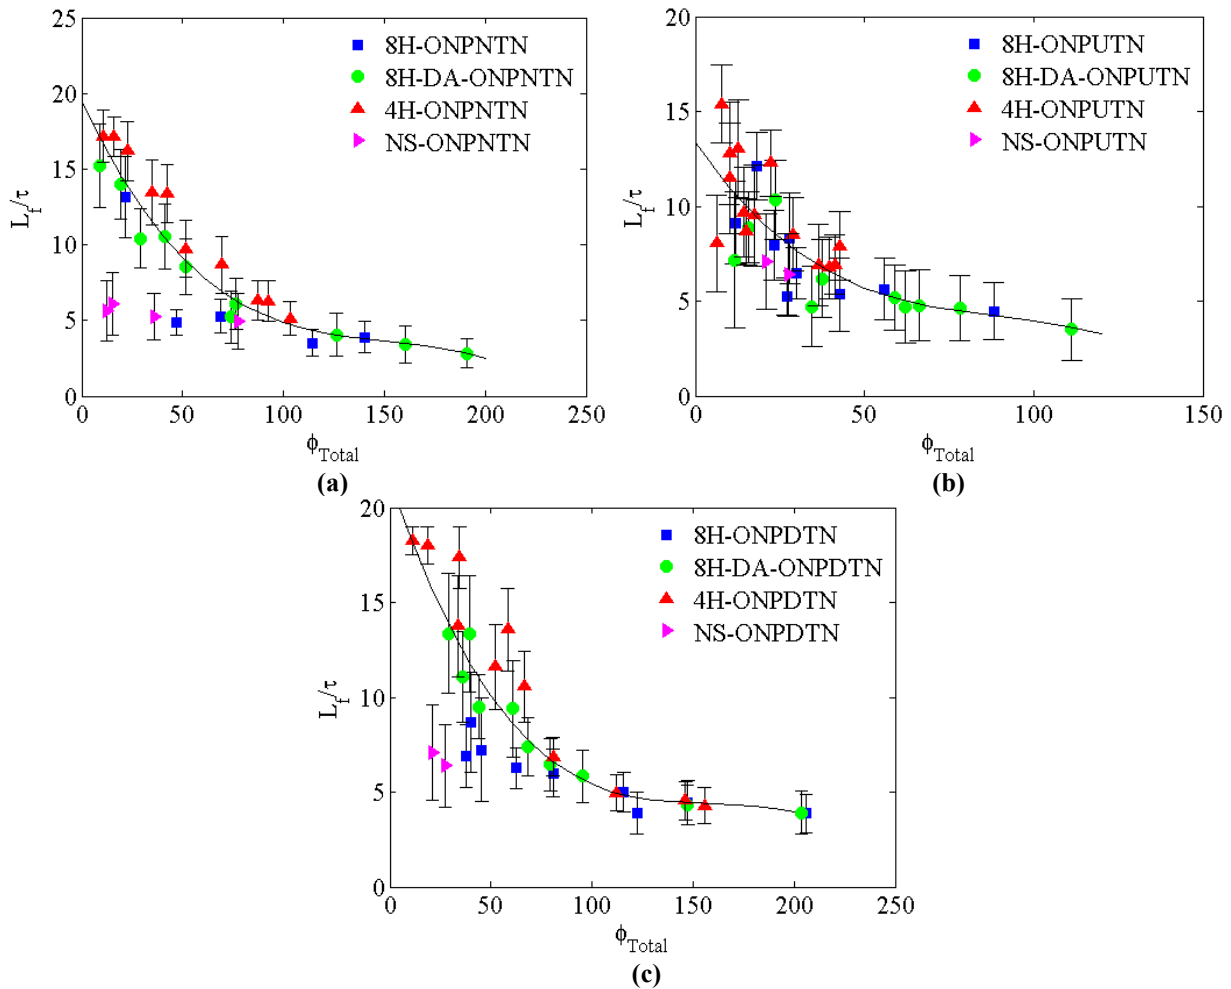 25
20
15
10
5
0
L_f/τ
0 50 100 150 200 250
ϕ_Total
8H-ONPNTN
8H-DA-ONPNTN
4H-ONPNTN
NS-ONPNTN
(a)
20
15
10
5
0
L_f/τ
0 50 100 150
ϕ_Total
8H-ONPUTN
8H-DA-ONPUTN
4H-ONPUTN
NS-ONPUTN
(b)
20
15
10
5
0
L_f/τ
0 50 100 150 200 250
ϕ_Total
8H-ONPDTN
8H-DA-ONPDTN
4H-ONPDTN
NS-ONPDTN
(c)